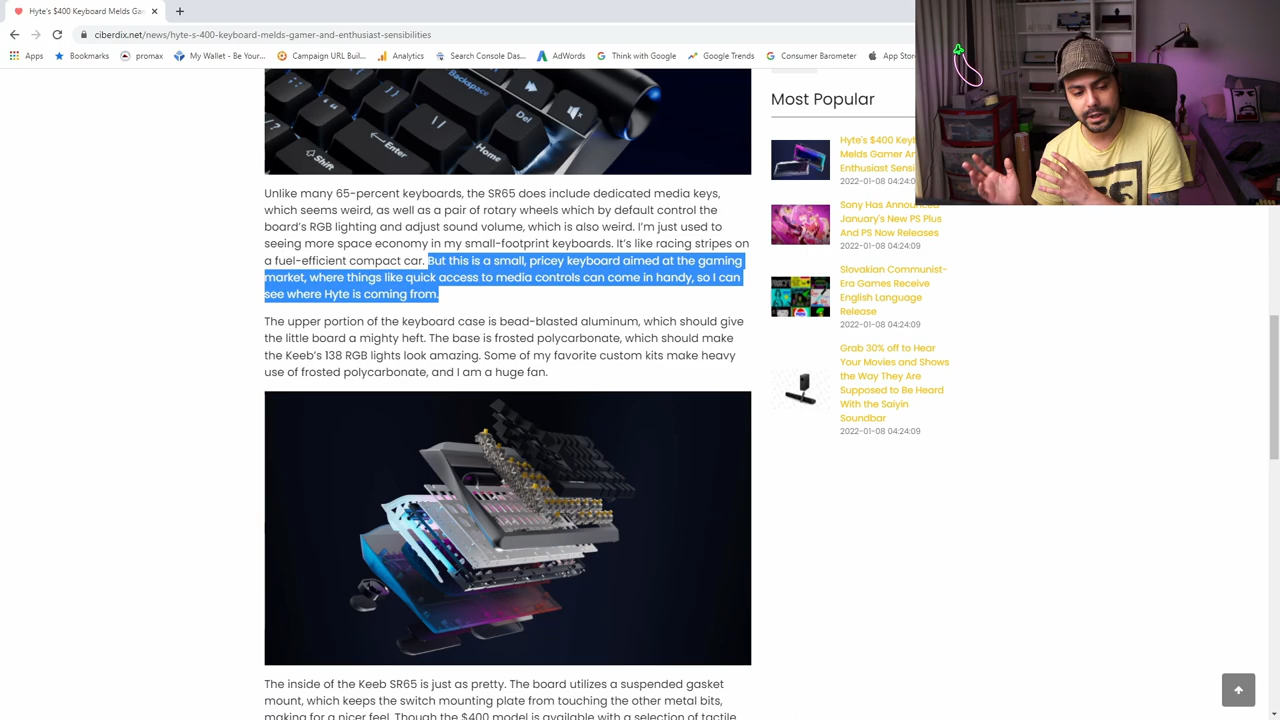 Hyte's $400 Keyboard Melds Ga
ciberdix.net/news/hyte-s-400-keyboard-melds-gamer-and-enthusiast-sensibilities
Apps
Bookmarks
promax
My Wallet - Be Your...
Campaign URL Buil...
Analytics
Search Console Das...
AdWords
Think with Google
Google Trends
Consumer Barometer
App Stor
Backspace
Enter
Shift
Del
Home
Unlike many 65-percent keyboards, the SR65 does include dedicated media keys,
which seems weird, as well as a pair of rotary wheels which by default control the
board's RGB lighting and adjust sound volume, which is also weird. I'm just used to
seeing more space economy in my small-footprint keyboards. It's like racing stripes on
a fuel-efficient compact car. But this is a small, pricey keyboard aimed at the gaming
market, where things like quick access to media controls can come in handy, so I can
see where Hyte is coming from.
The upper portion of the keyboard case is bead-blasted aluminum, which should give
the little board a mighty heft. The base is frosted polycarbonate, which should make
the Keeb's 138 RGB lights look amazing. Some of my favorite custom kits make heavy
use of frosted polycarbonate, and I am a huge fan.
The inside of the Keeb SR65 is just as pretty. The board utilizes a suspended gasket
mount, which keeps the switch mounting plate from touching the other metal bits,
making for a nicer feel. Though the $400 model is available with a selection of tactile
Most Popular
Hyte's $400 Key
Melds Gamer An
Enthusiast Sensi
2022-01-08 04:24:0
Sony Has Announced
January's New PS Plus
And PS Now Releases
2022-01-08 04:24:09
Slovakian Communist-
Era Games Receive
English Language
Release
2022-01-08 04:24:09
Grab 30% off to Hear
Your Movies and Shows
the Way They Are
Supposed to Be Heard
With the Saiyin
Soundbar
2022-01-08 04:24:09